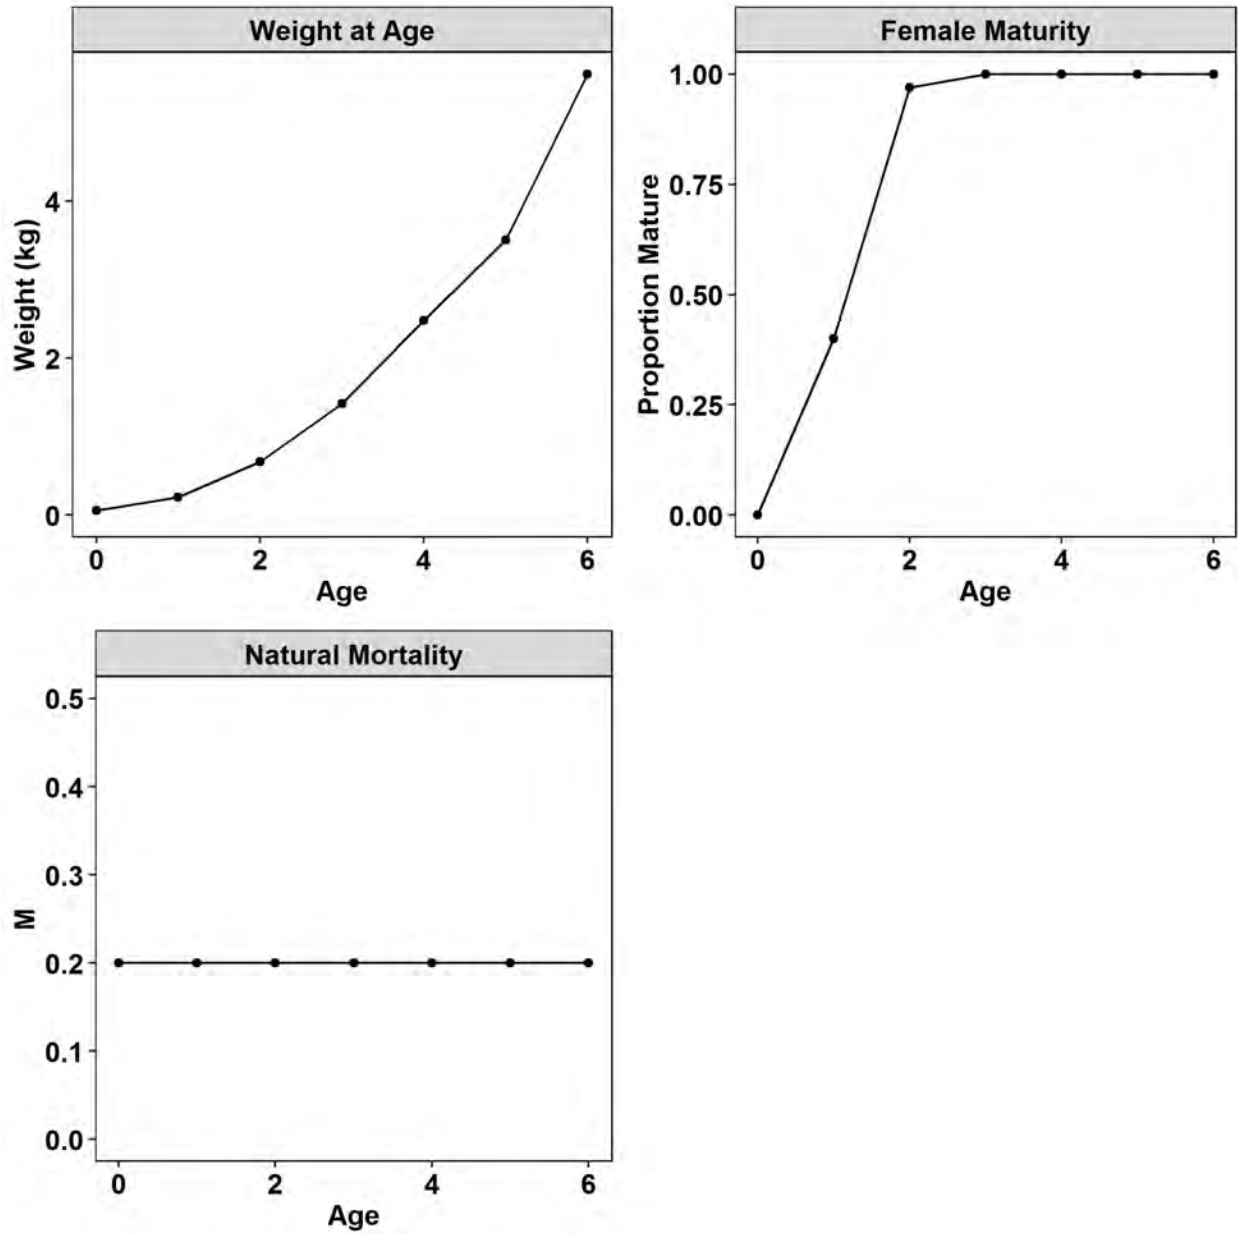 Weight at Age
Weight (kg)
4
2
0
0 2 4 6
Age
Female Maturity
Proportion Mature
1.00
0.75
0.50
0.25
0.00
0 2 4 6
Age
Natural Mortality
M
0.5
0.4
0.3
0.2
0.1
0.0
0 2 4 6
Age